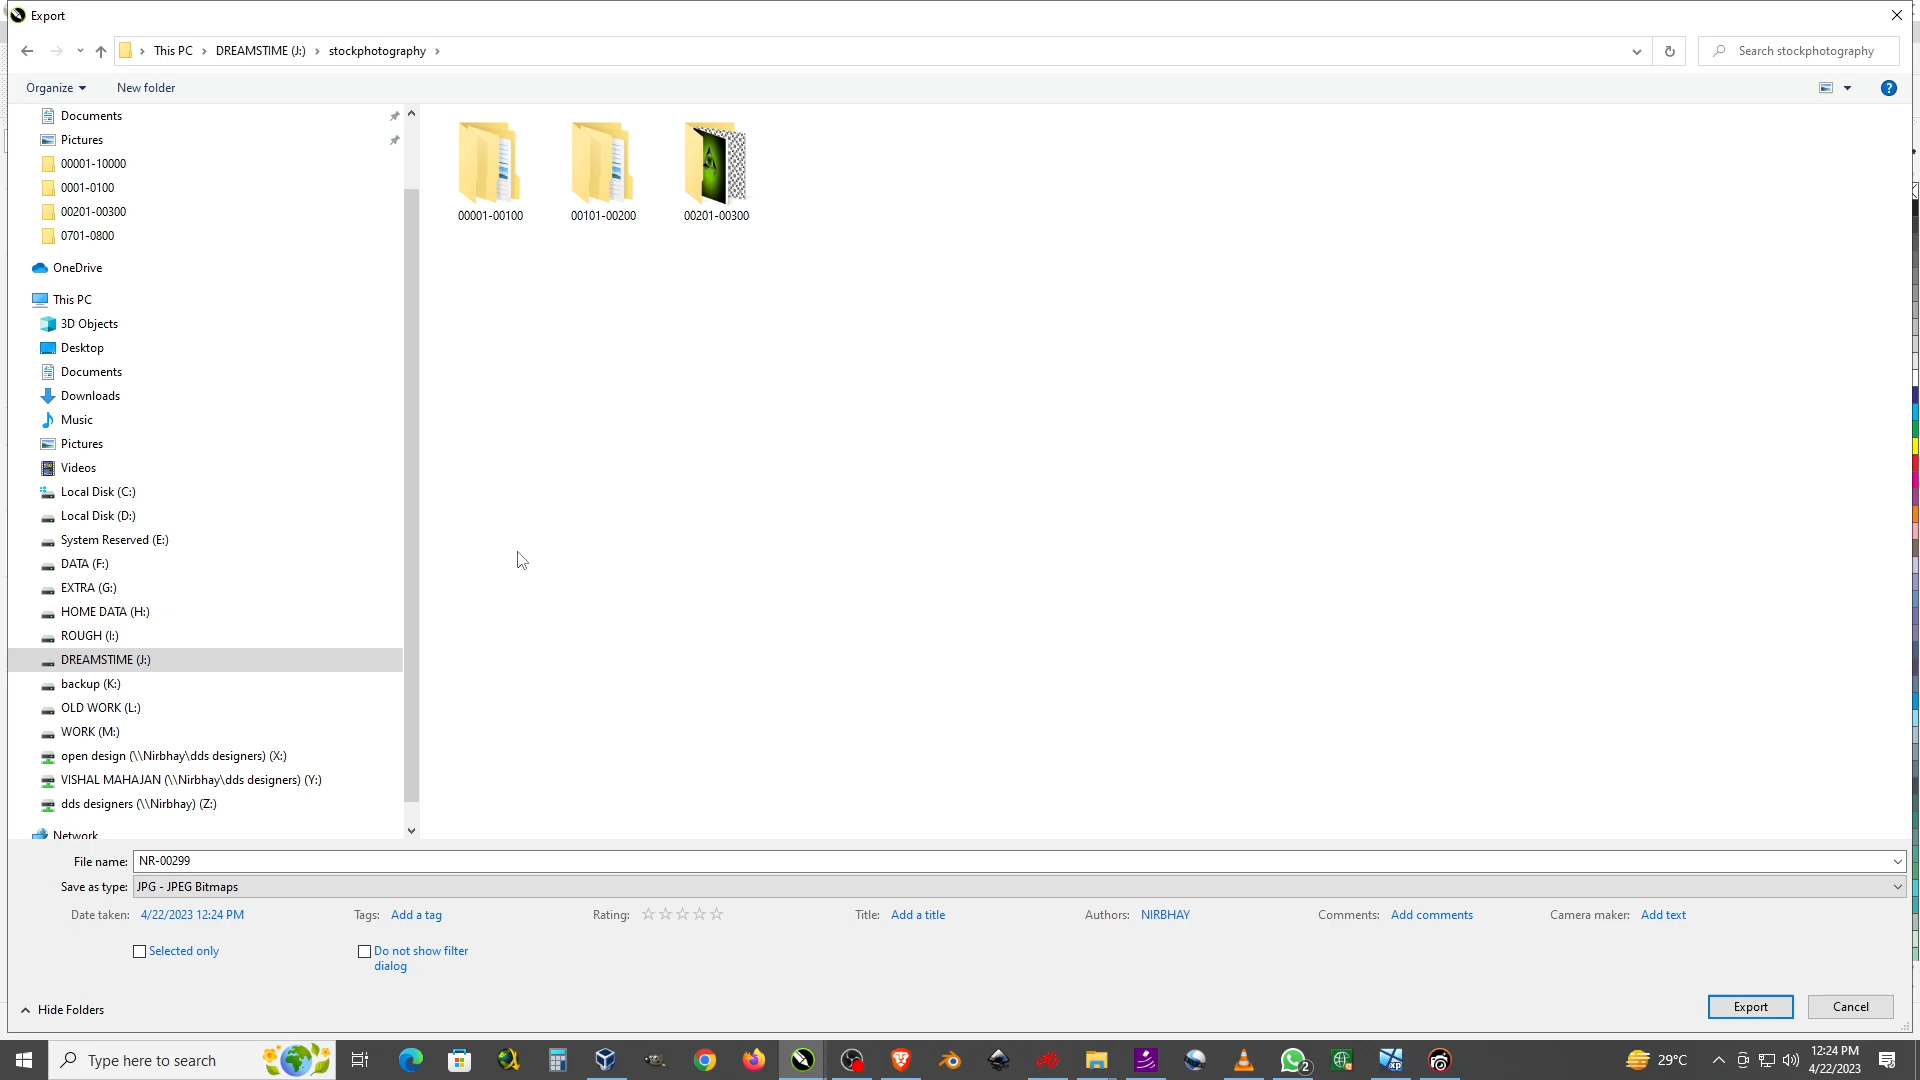 Export
This PC
DREAMSTIME (J:)
stockphotography
Search stockphotography
Organize
New folder
Documents
Pictures
00001-10000
0001-0100
00201-00300
0701-0800
OneDrive
This PC
3D Objects
Desktop
Documents
Downloads
Music
Pictures
Videos
Local Disk (C:)
Local Disk (D:)
System Reserved (E:)
DATA (F:)
EXTRA (G:)
HOME DATA (H:)
ROUGH (I:)
DREAMSTIME (J:)
backup (K:)
OLD WORK (L:)
WORK (M:)
open design (\\Nirbhay\dds designers) (X:)
VISHAL MAHAJAN (\\Nirbhay\dds designers) (Y:)
dds designers (\\Nirbhay) (Z:)
Network
00001-00100
00101-00200
00201-00300
File name: NR-00299
Save as type: JPG - JPEG Bitmaps
Date taken: 4/22/2023 12:24 PM Tags: Add a tag Rating: Title: Add a title Authors: NIRBHAY Comments: Add comments Camera maker: Add text
Selected only
Do not show filter
dialog
Hide Folders
Export
Cancel
Type here to search
2
xp
29°C
12:24 PM
4/22/2023